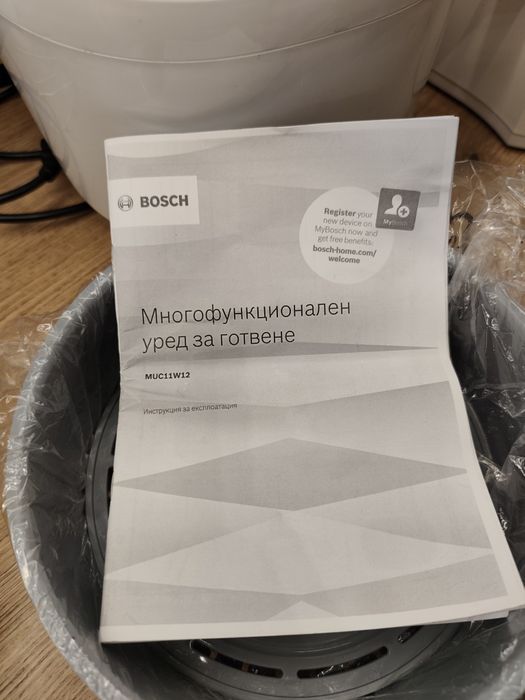 BOSCH
Register your
new device on
MyBosch now and
get free benefits:
bosch-home.com/
welcome
MyBosch
Многофункционален
уред за готвене
MUC11W12
Инструкция за експлоатация